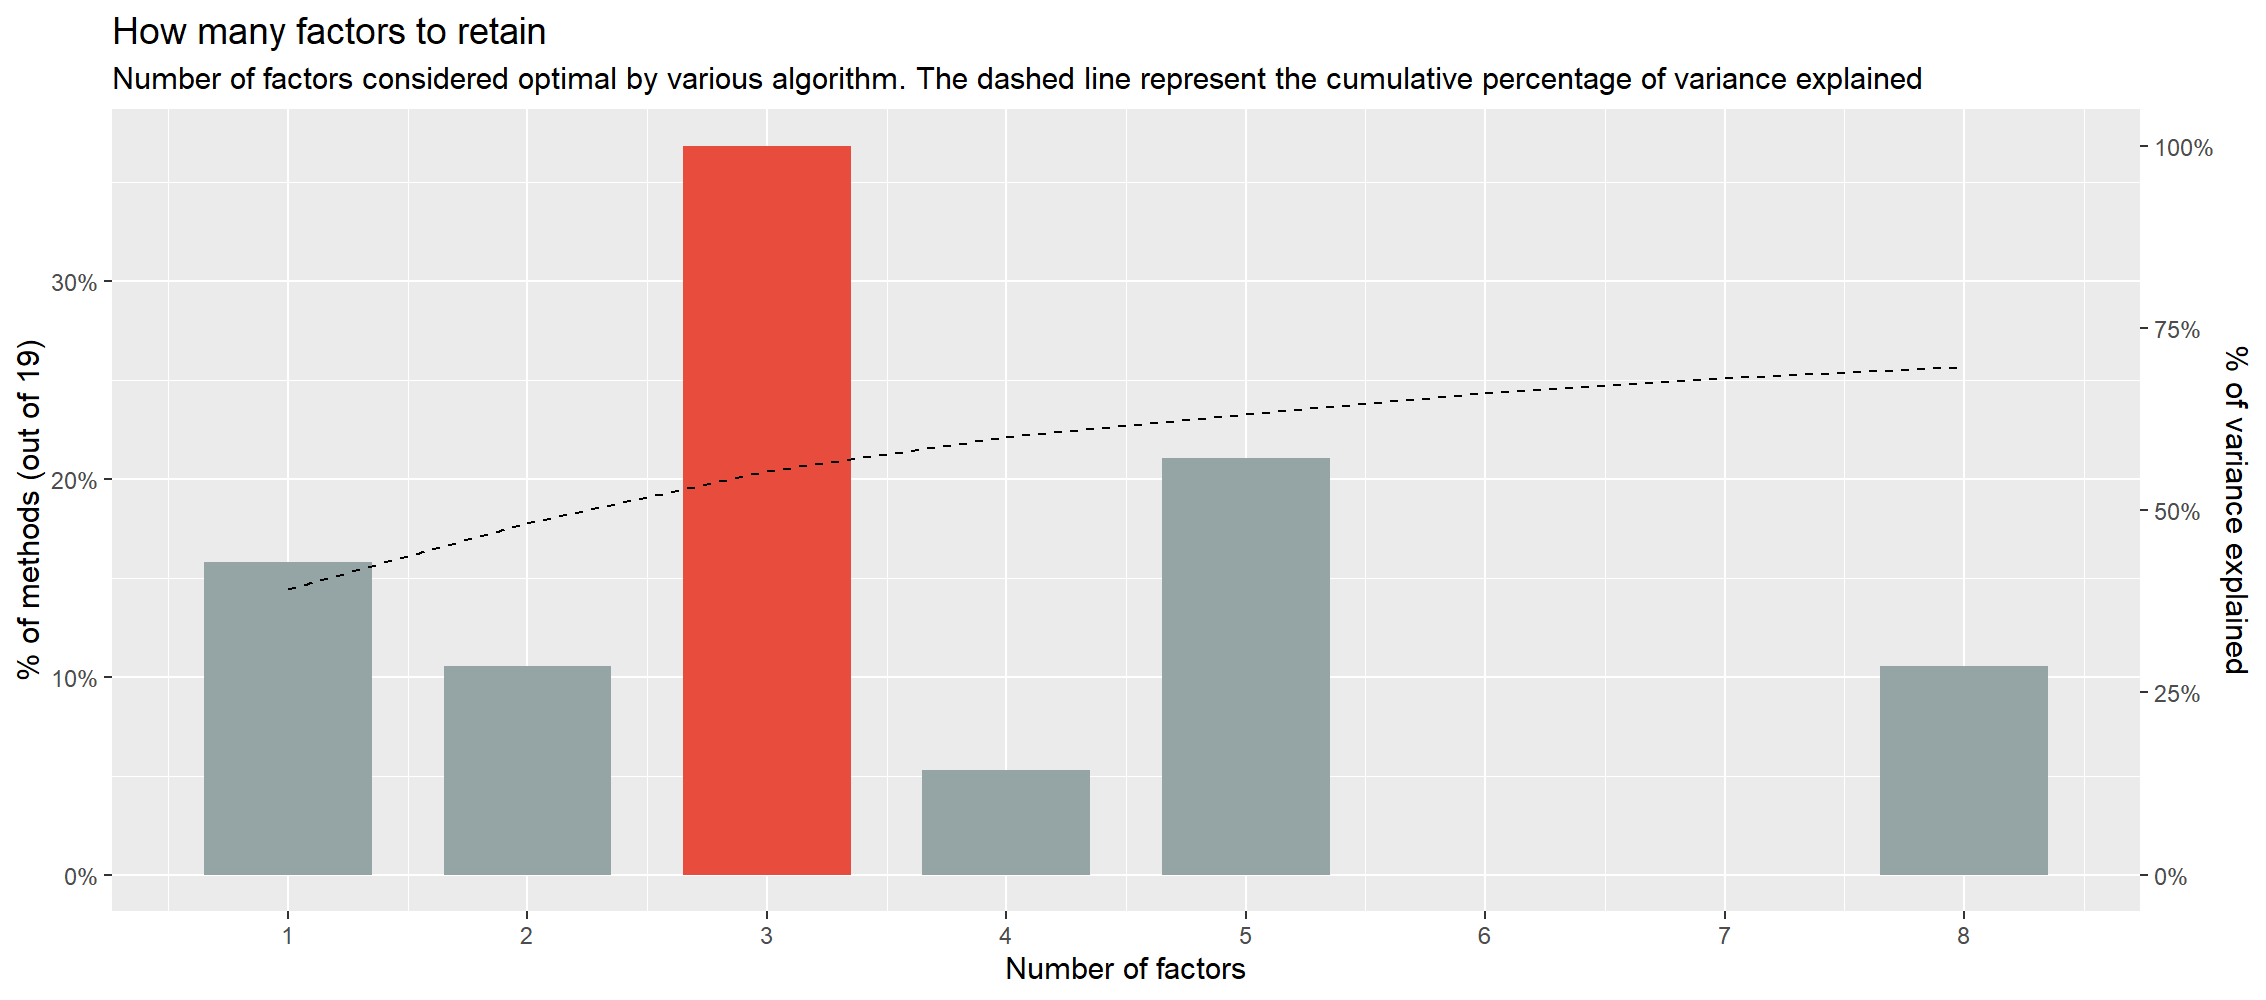 How many factors to retain
Number of factors considered optimal by various algorithm. The dashed line represent the cumulative percentage of variance explained
% of methods (out of 19)
30%
20%
10%
0%
100%
75%
50%
25%
0%
% of variance explained
1 2 3 4 5 6 7 8
Number of factors